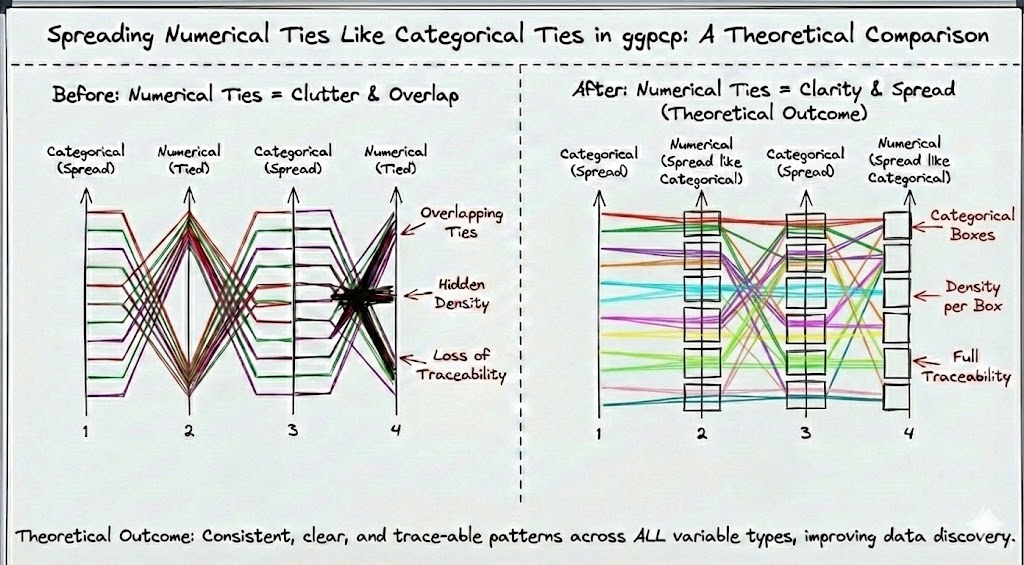 Spreading Numerical Ties Like Categorical Ties in ggpcp: A Theoretical Comparison
Before: Numerical Ties = Clutter & Overlap
Categorical
(Spread)
Numerical
(Tied)
Categorical
(Spread)
Numerical
(Tied)
Overlapping
Ties
Hidden
Density
Loss of
Traceability
1
2
3
4
After: Numerical Ties = Clarity & Spread
(Theoretical Outcome)
Categorical
(Spread)
Numerical
(Spread like
Categorical)
Categorical
(Spread)
Numerical
(Spread like
Categorical)
Categorical
Boxes
Density
per Box
Full
Traceability
1
2
3
4
Theoretical Outcome: Consistent, clear, and trace-able patterns across ALL variable types, improving data discovery.